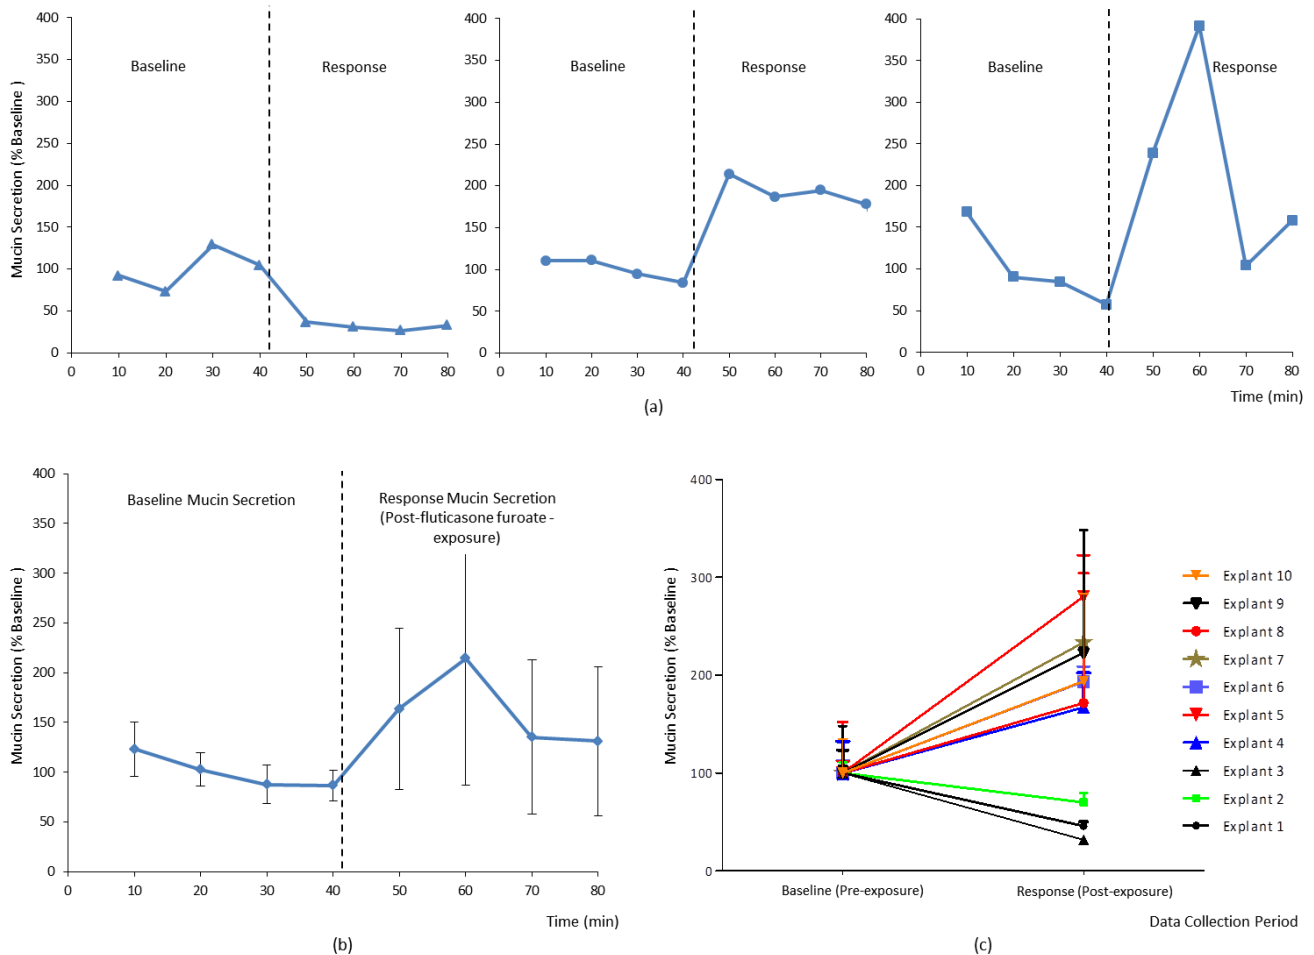 Mucin Secretion (% Baseline )
400
350
300
250
200
150
100
50
0
Baseline
Response
0 10 20 30 40 50 60 70 80
400
350
300
250
200
150
100
50
0
Baseline
Response
0 10 20 30 40 50 60 70 80
400
350
300
250
200
150
100
50
0
Baseline
Response
0 10 20 30 40 50 60 70 80
Time (min)
(a)
Mucin Secretion (% Baseline )
400
350
300
250
200
150
100
50
0
Baseline Mucin Secretion
Response Mucin Secretion
(Post-fluticasone furoate -
exposure)
0 10 20 30 40 50 60 70 80
Time (min)
(b)
Mucin Secretion (% Baseline )
400
300
200
100
0
Baseline (Pre-exposure)
Response (Post-exposure)
Explant 10
Explant 9
Explant 8
Explant 7
Explant 6
Explant 5
Explant 4
Explant 3
Explant 2
Explant 1
Data Collection Period
(c)